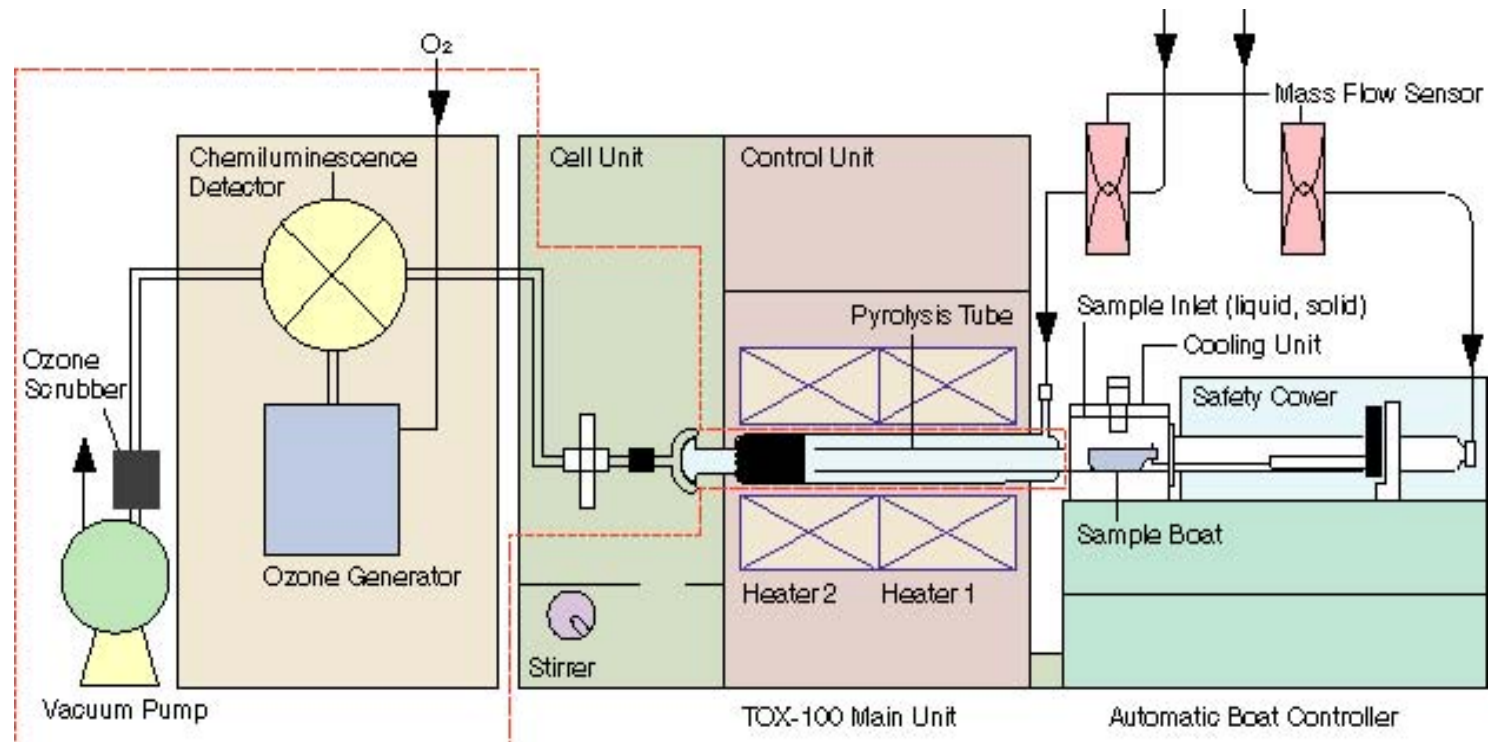 O₂
Mass Flow Sensor
Chemiluminescence
Detector
Cell Unit
Control Unit
Pyrolysis Tube
Sample Inlet (liquid, solid)
Cooling Unit
Ozone
Scrubber
Safety Cover
Sample Boat
Ozone Generator
Heater 2
Heater 1
Stirrer
Vacuum Pump
TOX-100 Main Unit
Automatic Boat Controller